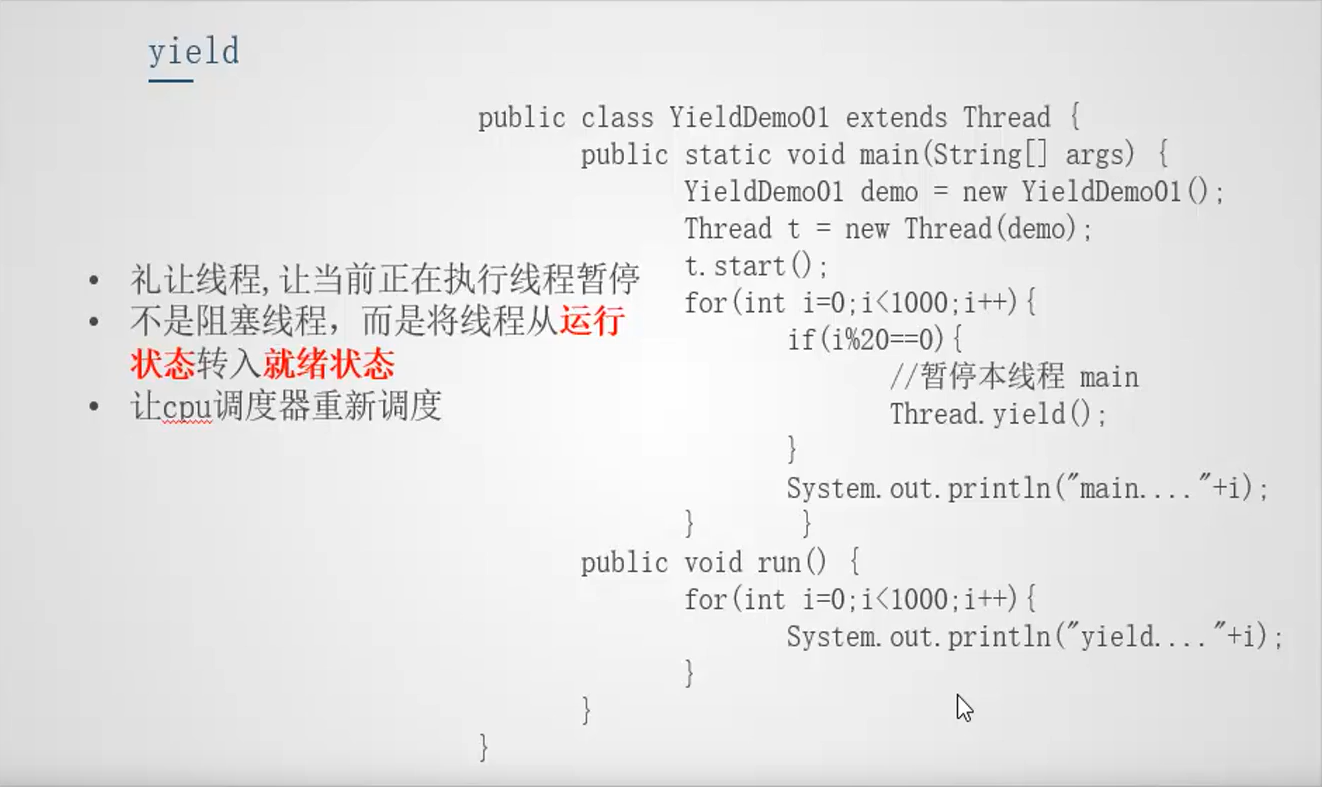 yield
public class YieldDemo01 extends Thread {
public static void main(String[] args) {
YieldDemo01 demo = new YieldDemo01();
Thread t = new Thread(demo);
t.start();
for(int i=0;i<1000;i++){
if(i%20==0){
//暂停本线程 main
Thread.yield();
}
System.out.println("main...."+i);
} }
public void run() {
for(int i=0;i<1000;i++){
System.out.println("yield...."+i);
}
}
}
• 礼让线程,让当前正在执行线程暂停
• 不是阻塞线程，而是将线程从运行
状态转入就绪状态
• 让cpu调度器重新调度